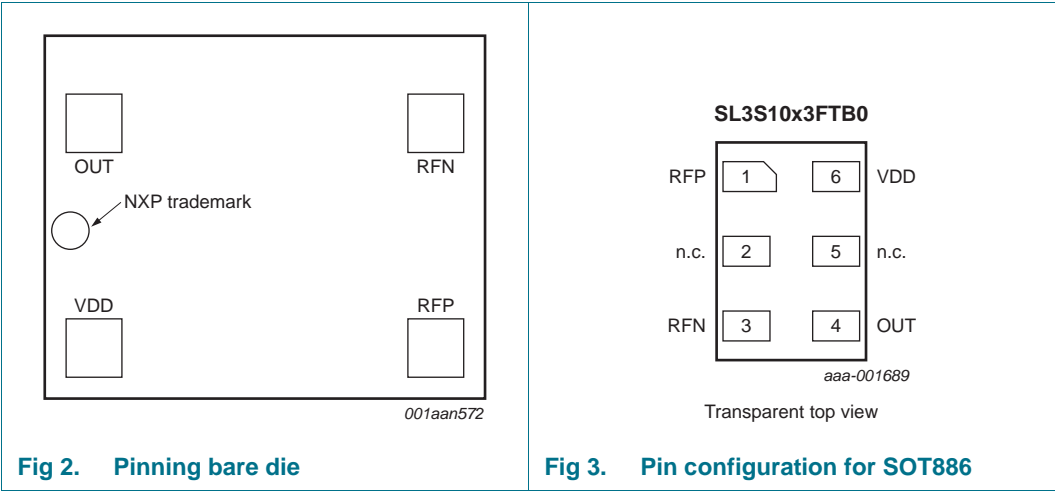 OUT
RFN
NXP trademark
VDD
RFP
001aan572
Fig 2. Pinning bare die
SL3S10x3FTB0
RFP 1 6 VDD
n.c. 2 5 n.c.
RFN 3 4 OUT
aaa-001689
Transparent top view
Fig 3. Pin configuration for SOT886